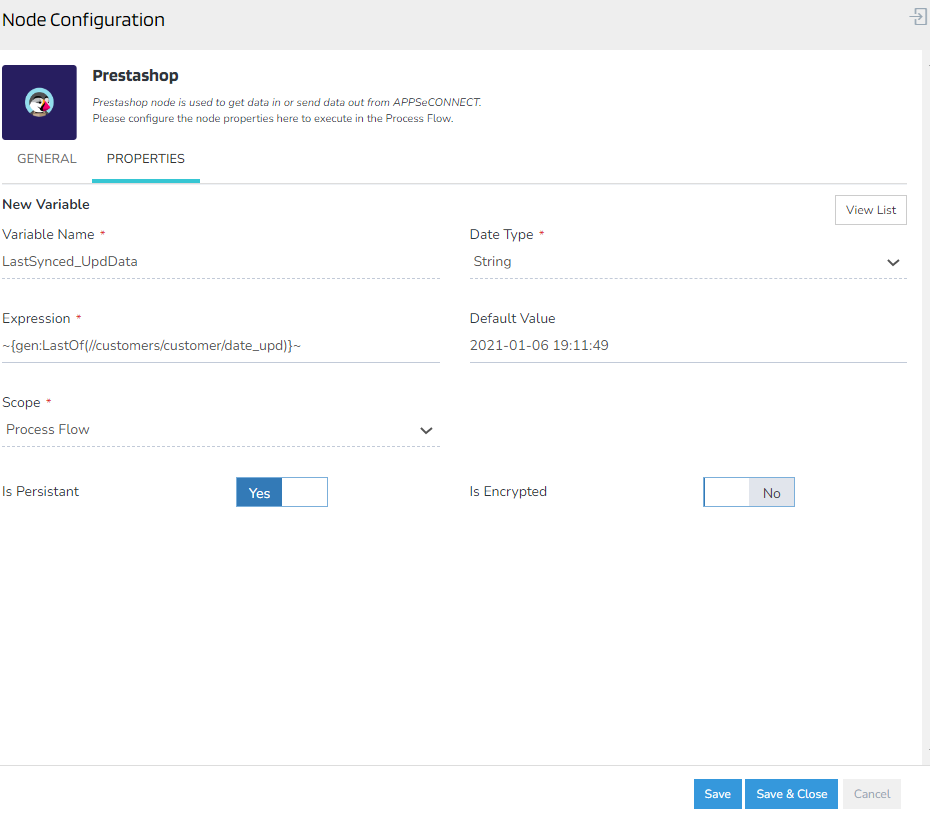 Node Configuration
Prestashop
Prestashop node is used to get data in or send data out from APPSeCONNECT.
Please configure the node properties here to execute in the Process Flow.
GENERAL PROPERTIES
New Variable
View List
Variable Name * Date Type *
LastSynced_UpdData String
Expression * Default Value
~{gen:LastOf(//customers/customer/date_upd)}~ 2021-01-06 19:11:49
Scope *
Process Flow
Is Persistant Yes Is Encrypted No
Save Save & Close Cancel